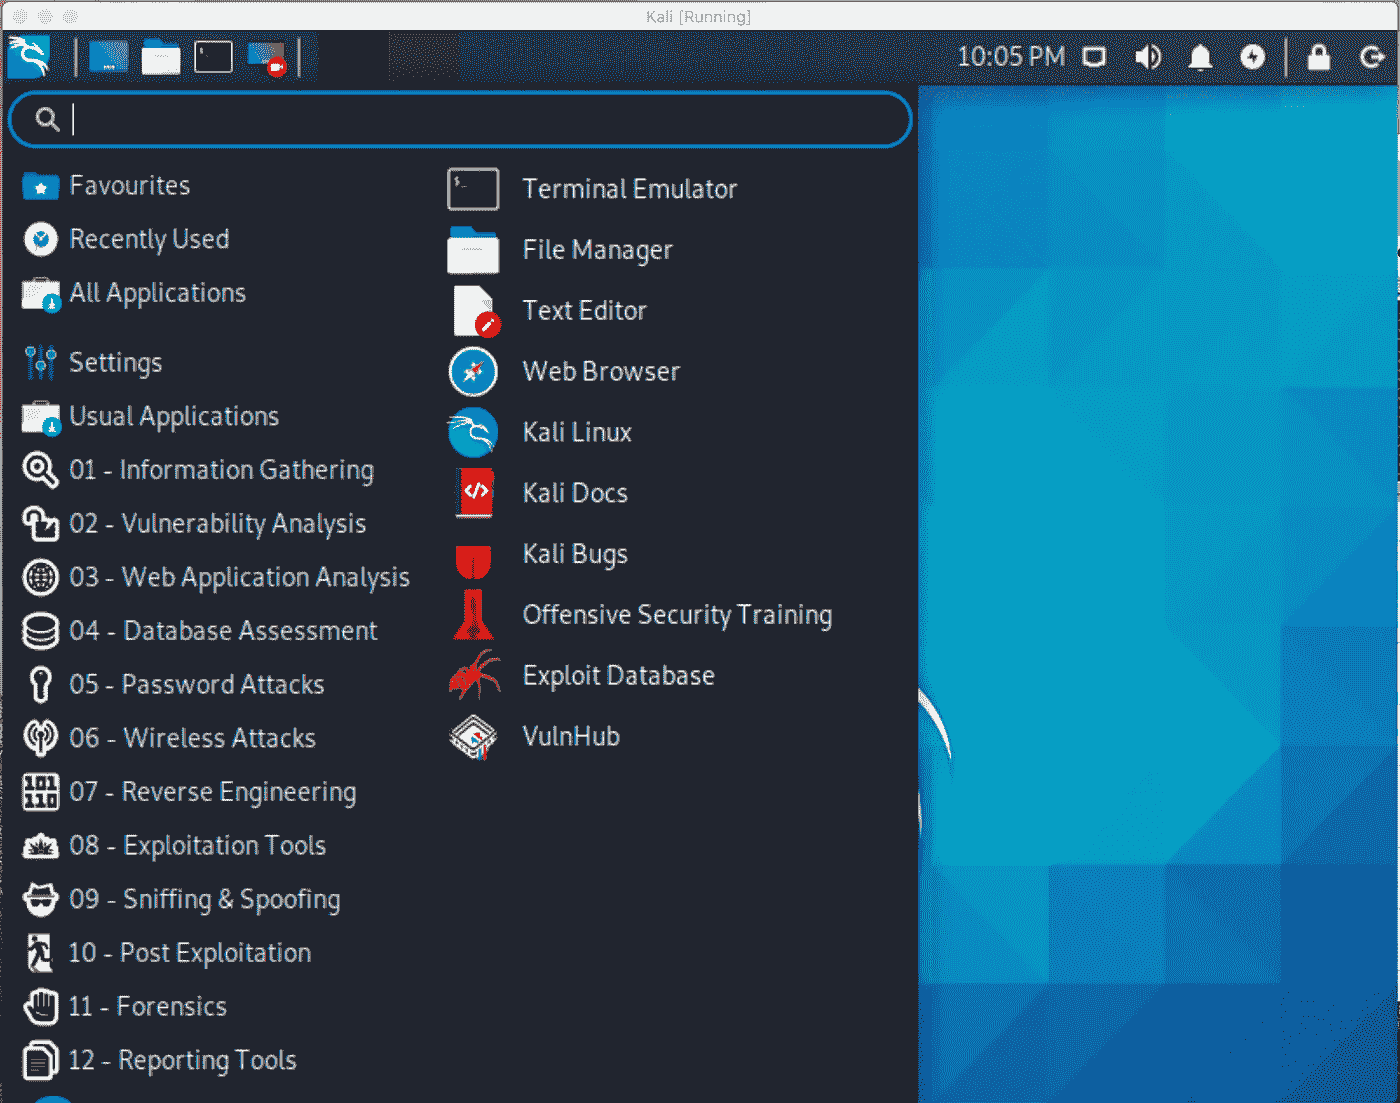 Kali [Running]
10:05 PM
Favourites
Recently Used
All Applications
Settings
Usual Applications
01 - Information Gathering
02 - Vulnerability Analysis
03 - Web Application Analysis
04 - Database Assessment
05 - Password Attacks
06 - Wireless Attacks
07 - Reverse Engineering
08 - Exploitation Tools
09 - Sniffing & Spoofing
10 - Post Exploitation
11 - Forensics
12 - Reporting Tools
Terminal Emulator
File Manager
Text Editor
Web Browser
Kali Linux
Kali Docs
Kali Bugs
Offensive Security Training
Exploit Database
VulnHub